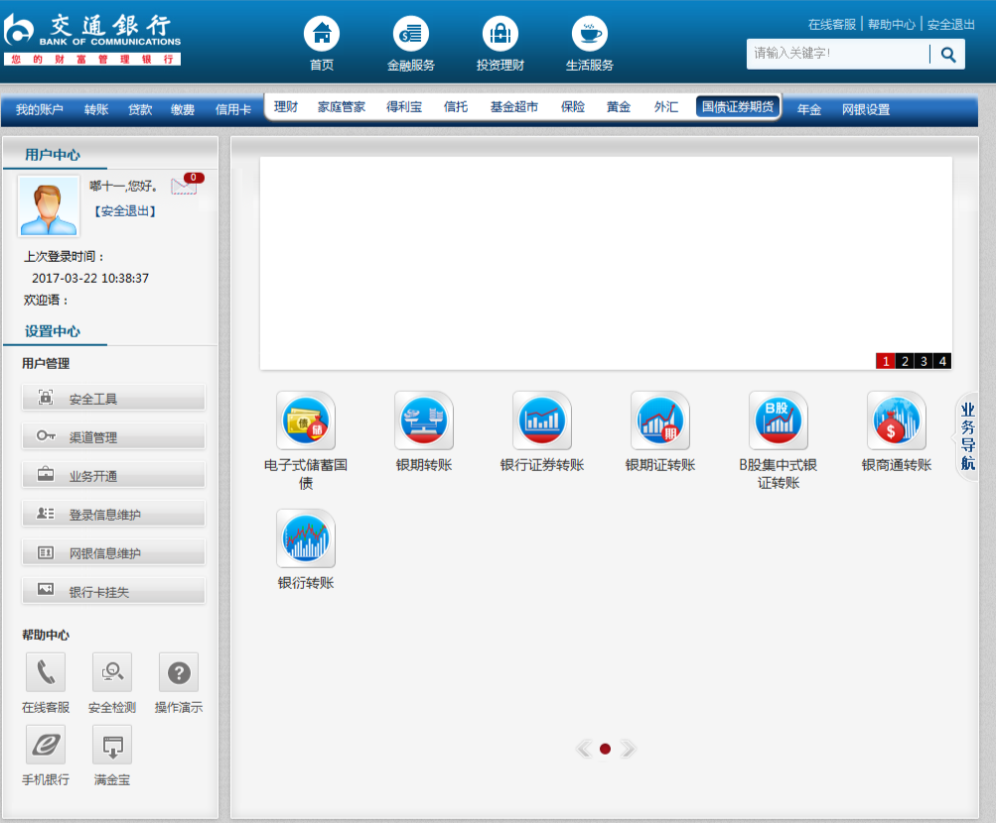 交通銀行
BANK OF COMMUNICATIONS
您的财富管理银行
首页 金融服务 投资理财 生活服务
在线客服 | 帮助中心 | 安全退出
请输入关键字!
我的账户 转账 贷款 缴费 信用卡 理财 家庭管家 得利宝 信托 基金超市 保险 黄金 外汇 国债证券期货 年金 网银设置
用户中心
嘟十一,您好。 0
【安全退出】
上次登录时间：
2017-03-22 10:38:37
欢迎语：
设置中心
用户管理
安全工具
渠道管理
业务开通
登录信息维护
网银信息维护
银行卡挂失
帮助中心
在线客服 安全检测 操作演示
手机银行 满金宝
1 2 3 4
债
储
期
B股
$
电子式储蓄国
债
银期转账
银行证券转账
银期证转账
B股集中式银
证转账
银商通转账
银衍转账
业务导航